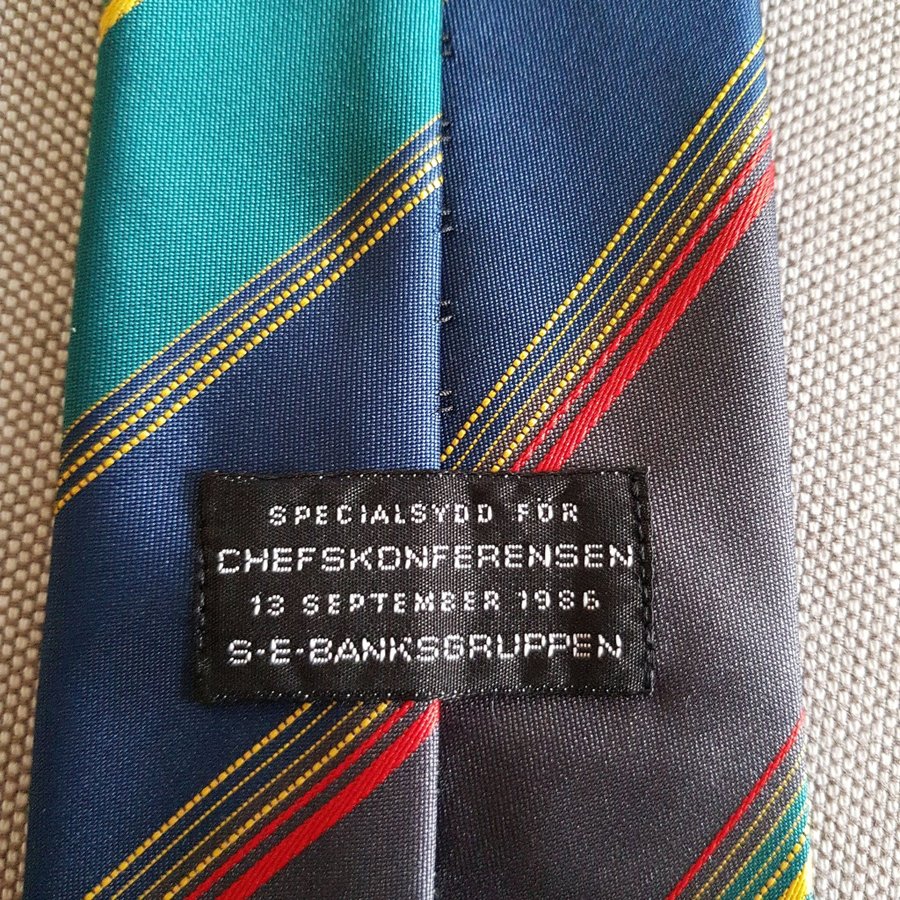 SPECIALSYDD FÖR
CHEFSKONFERENSEN
13 SEPTEMBER 1986
S-E-BANKSGRUPPEN